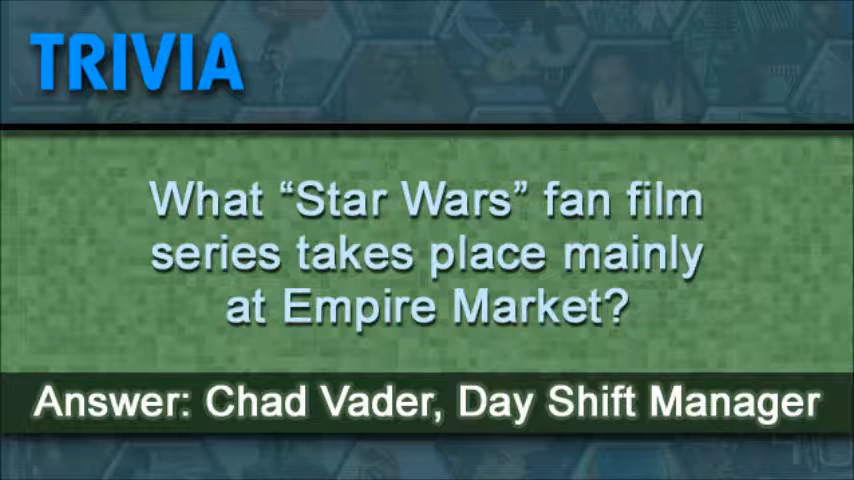 TRIVIA
What “Star Wars” fan film
series takes place mainly
at Empire Market?
Answer: Chad Vader, Day Shift Manager